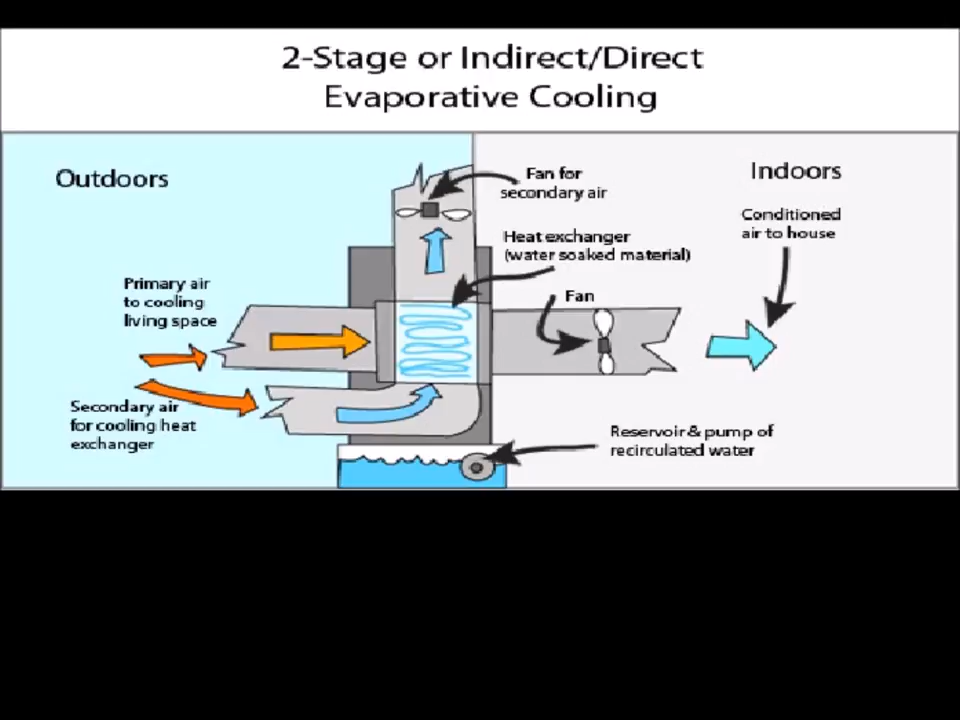 2-Stage or Indirect/Direct
Evaporative Cooling
Outdoors
Indoors
Fan for
secondary air
Conditioned
air to house
Heat exchanger
(water soaked material)
Primary air
to cooling
living space
Fan
Secondary air
for cooling heat
exchanger
Reservoir & pump of
recirculated water